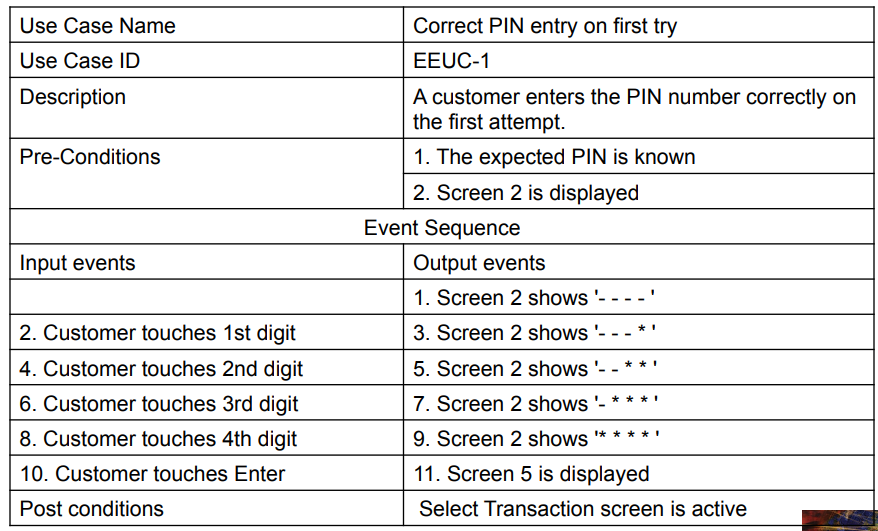 Use Case Name
Correct PIN entry on first try
Use Case ID
EEUC-1
Description
A customer enters the PIN number correctly on
the first attempt.
Pre-Conditions
1. The expected PIN is known
2. Screen 2 is displayed
Event Sequence
Input events
Output events
1. Screen 2 shows '- - - - '
2. Customer touches 1st digit
3. Screen 2 shows '- - - * '
4. Customer touches 2nd digit
5. Screen 2 shows '- - * * '
6. Customer touches 3rd digit
7. Screen 2 shows '- * * * '
8. Customer touches 4th digit
9. Screen 2 shows '* * * * '
10. Customer touches Enter
11. Screen 5 is displayed
Post conditions
Select Transaction screen is active